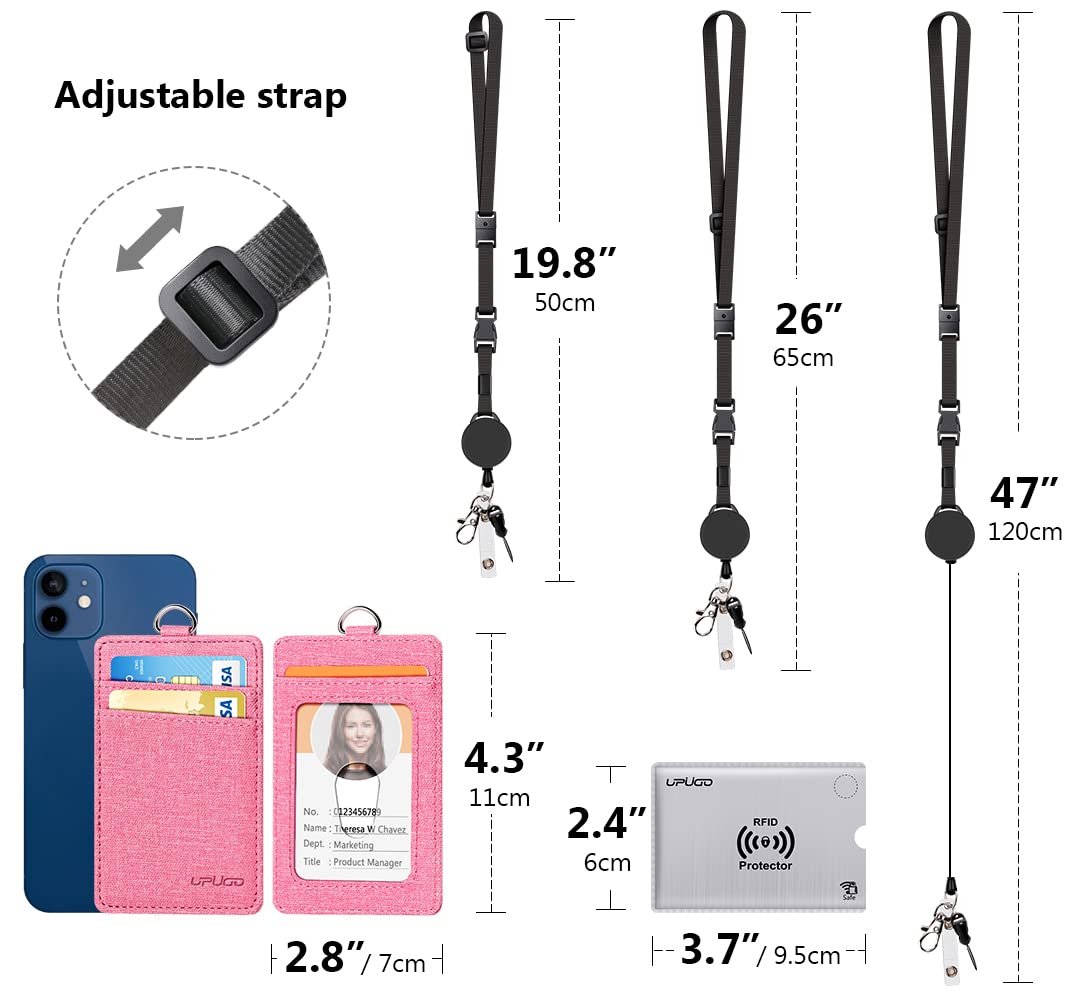 Adjustable strap
19.8”
50cm
26”
65cm
47”
120cm
VISA
VISA
UPUGO
No. : 0123456789
Name : Theresa W Chavez
Dept. : Marketing
Title : Product Manager
4.3”
11cm
2.8”/ 7cm
2.4”
6cm
UPUGO
RFID
Protector
Safe
3.7”/ 9.5cm